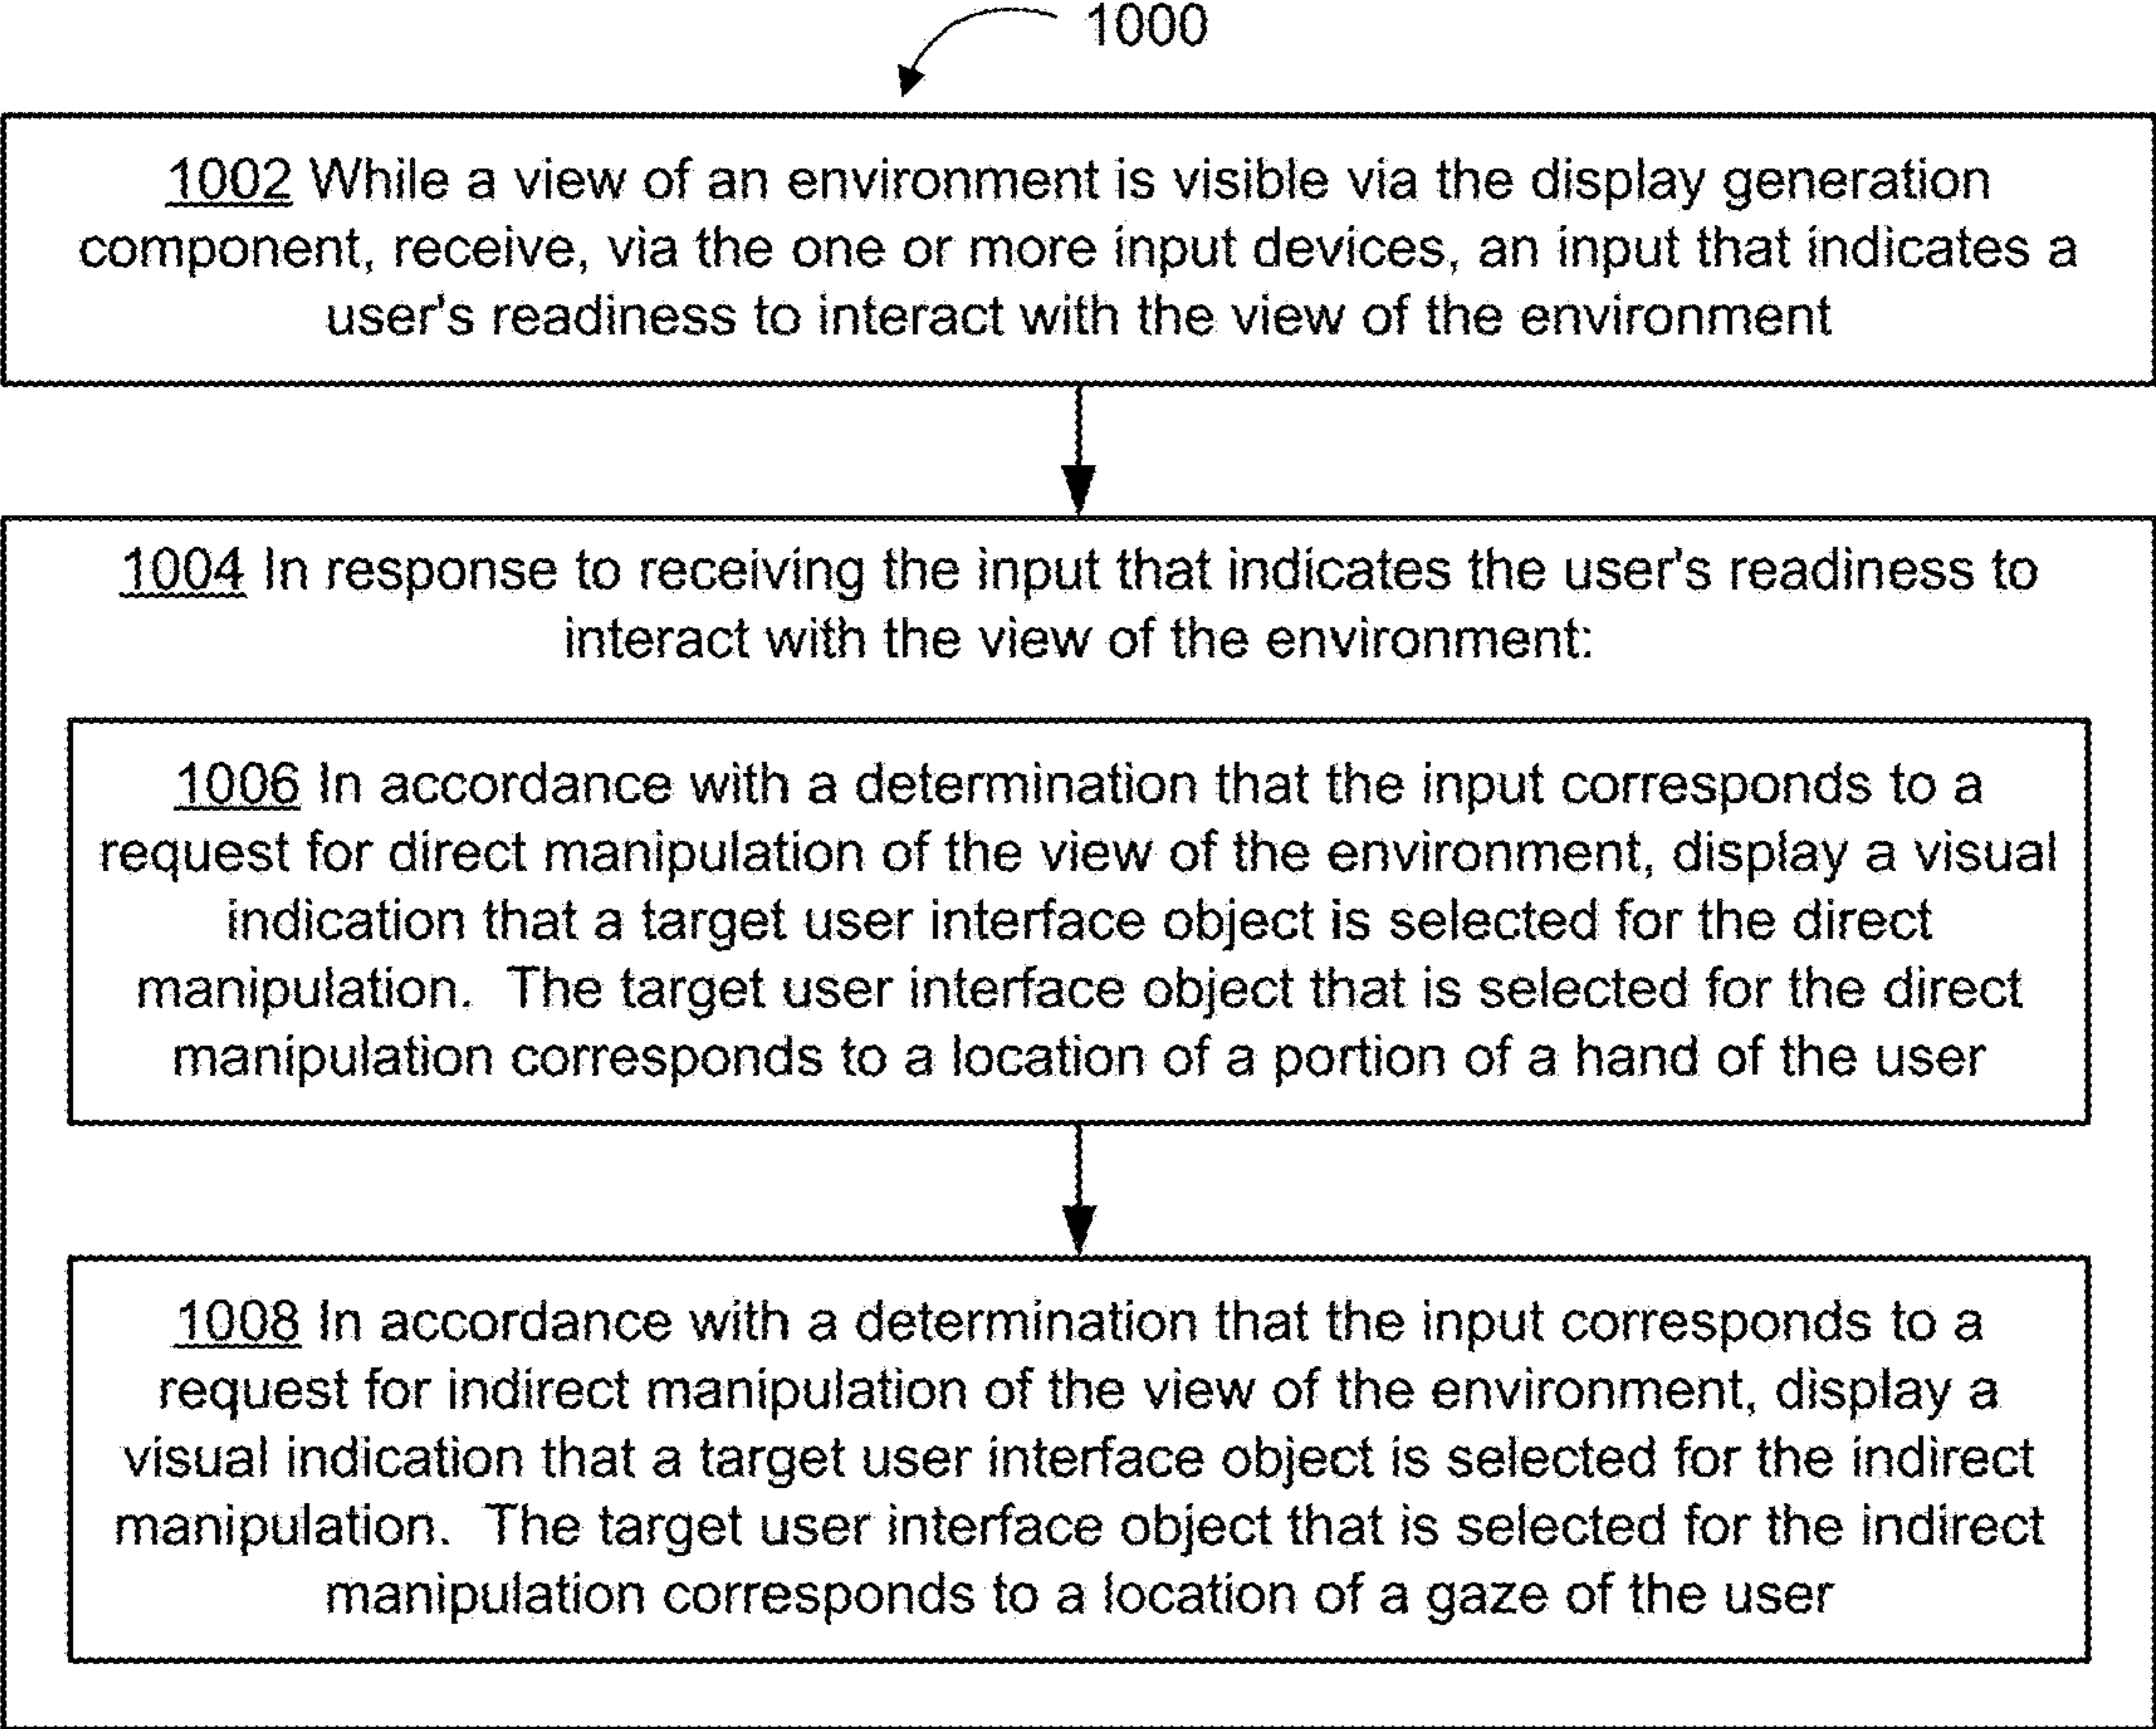 1000
1002 While a view of an environment is visible via the display generation
component, receive, via the one or more input devices, an input that indicates a
user's readiness to interact with the view of the environment
1004 In response to receiving the input that indicates the user's readiness to
interact with the view of the environment:
1006 In accordance with a determination that the input corresponds to a
request for direct manipulation of the view of the environment, display a visual
indication that a target user interface object is selected for the direct
manipulation.  The target user interface object that is selected for the direct
manipulation corresponds to a location of a portion of a hand of the user
1008 In accordance with a determination that the input corresponds to a
request for indirect manipulation of the view of the environment, display a
visual indication that a target user interface object is selected for the indirect
manipulation.  The target user interface object that is selected for the indirect
manipulation corresponds to a location of a gaze of the user